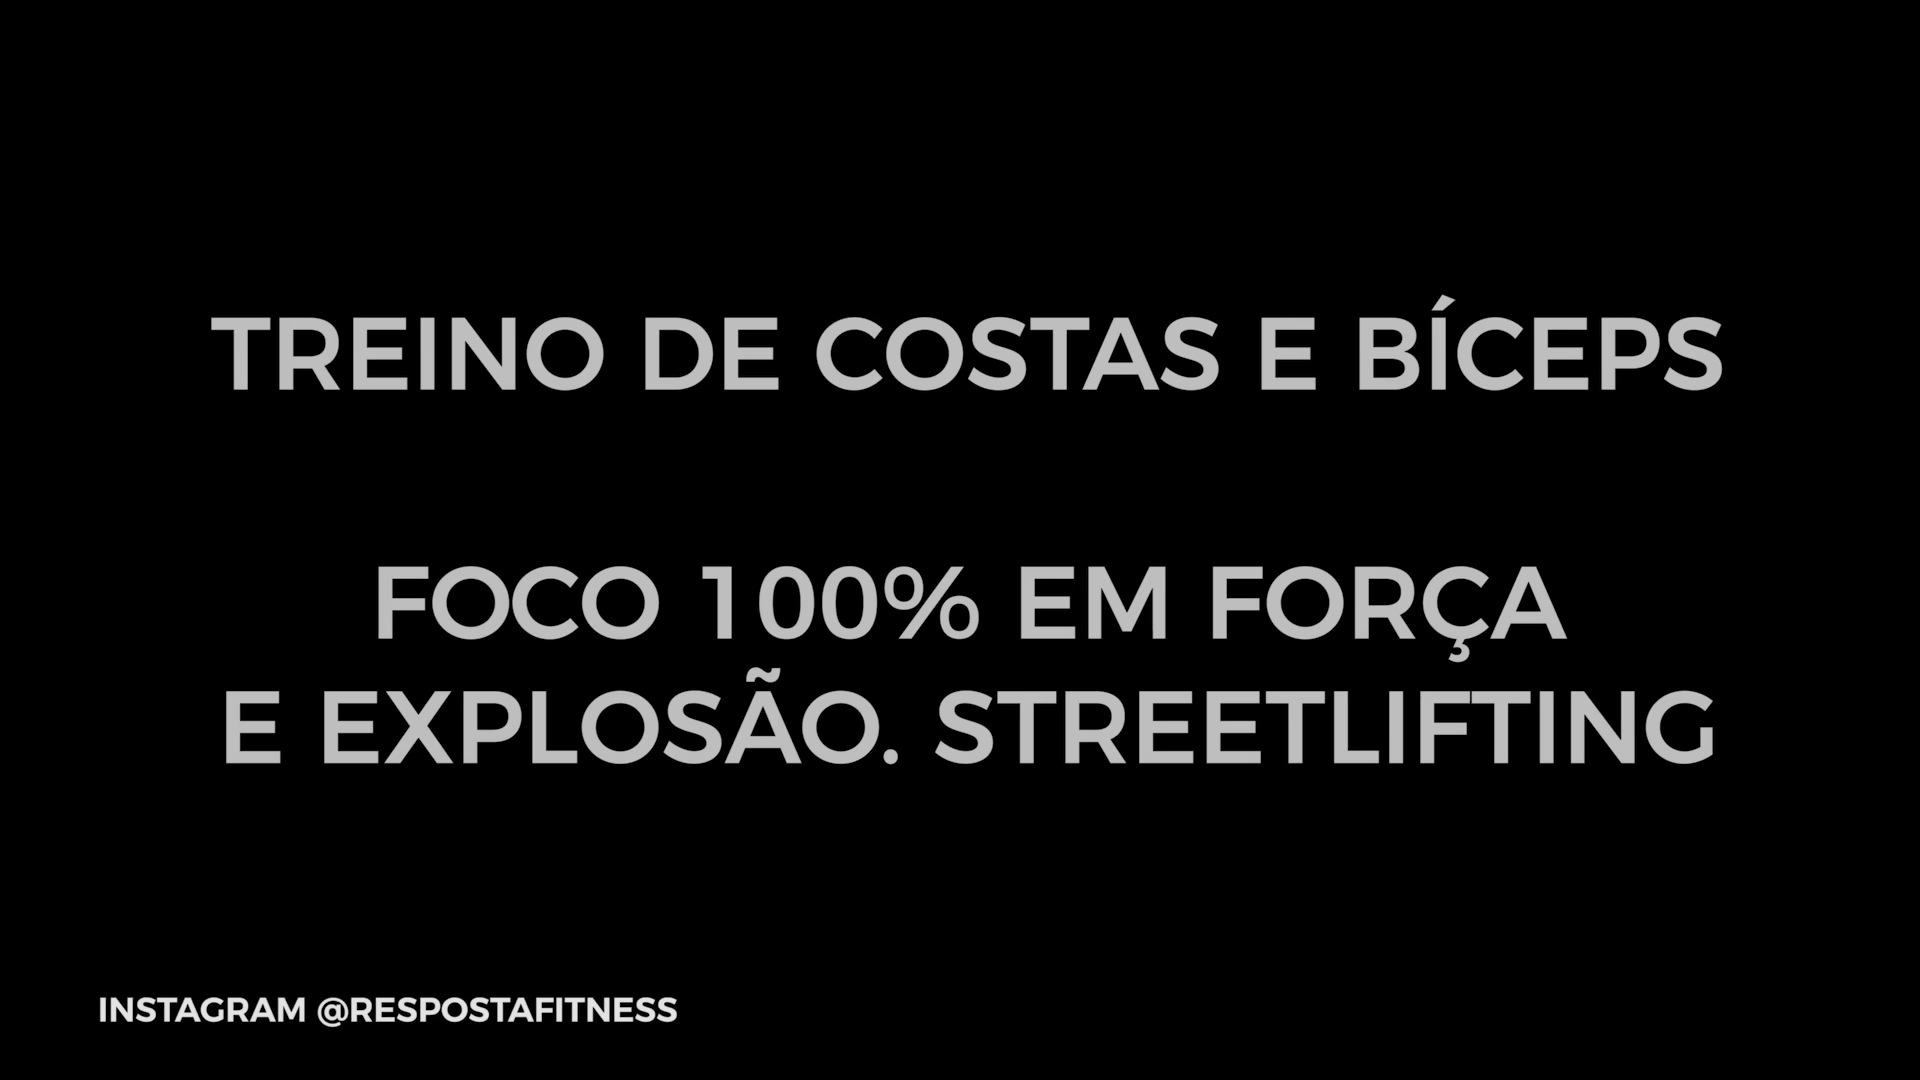 TREINO DE COSTAS E BÍCEPS
FOCO 100% EM FORÇA
E EXPLOSÃO. STREETLIFTING
INSTAGRAM @RESPOSTAFITNESS